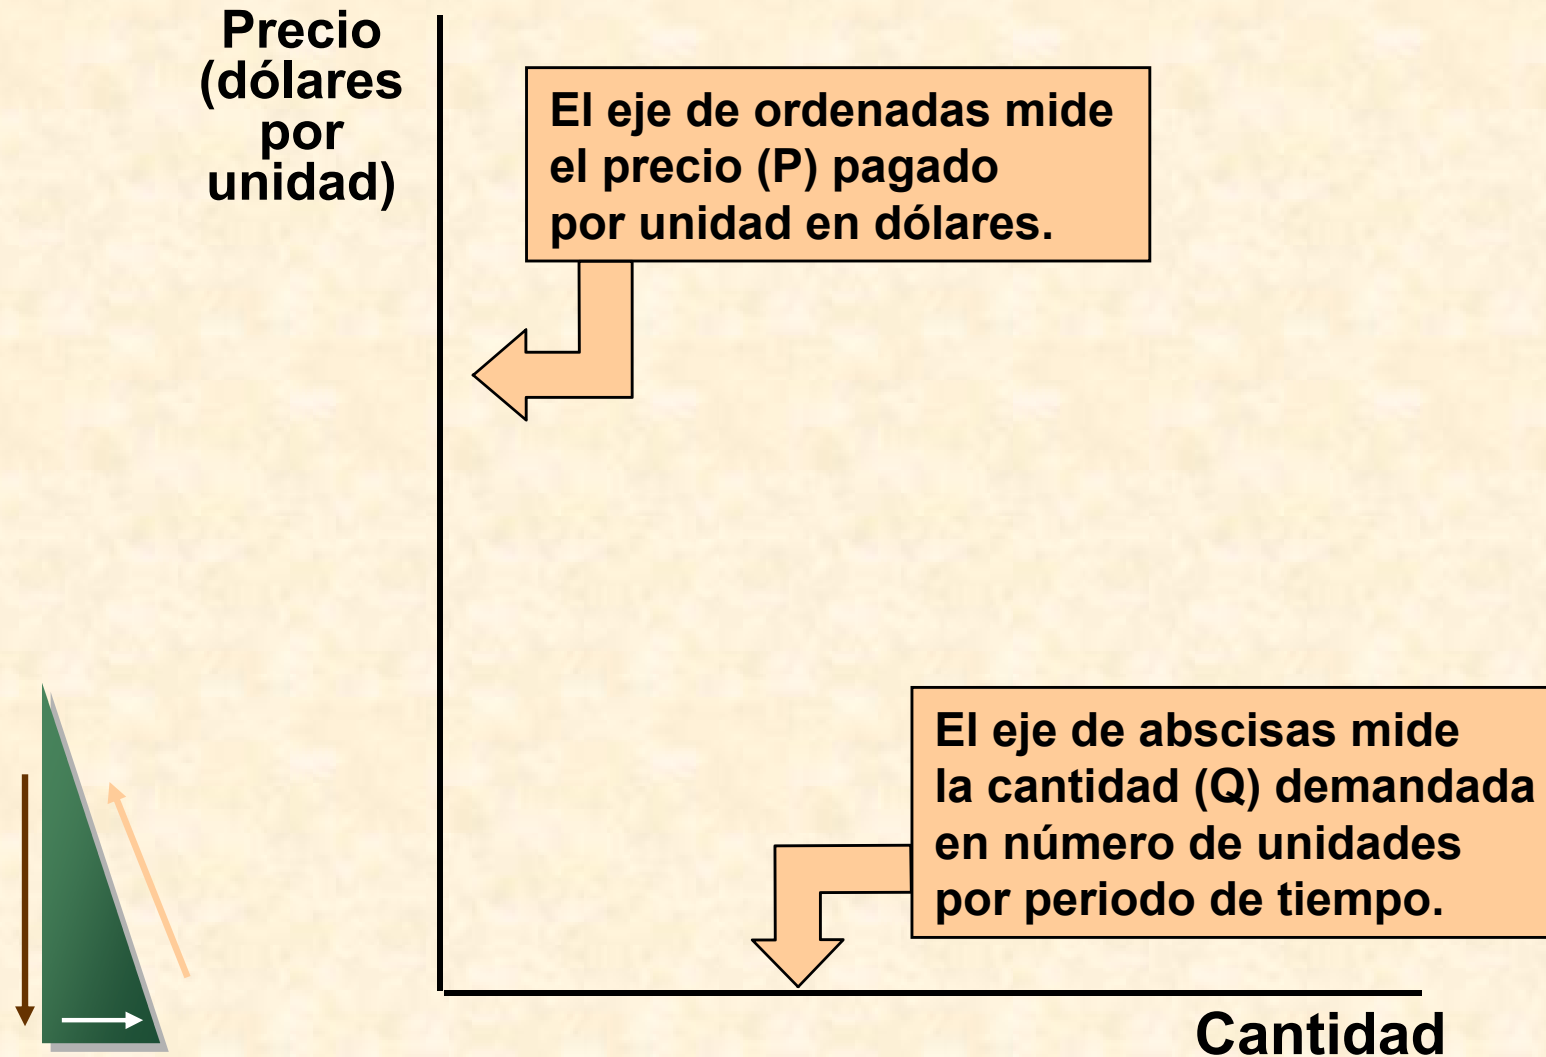 Precio
(dólares
por
unidad)
El eje de ordenadas mide
el precio (P) pagado
por unidad en dólares.
El eje de abscisas mide
la cantidad (Q) demandada
en número de unidades
por periodo de tiempo.
Cantidad